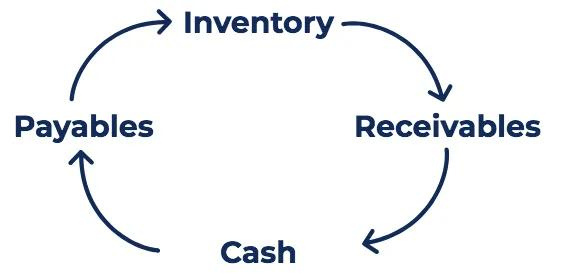 Inventory
Payables
Receivables
Cash